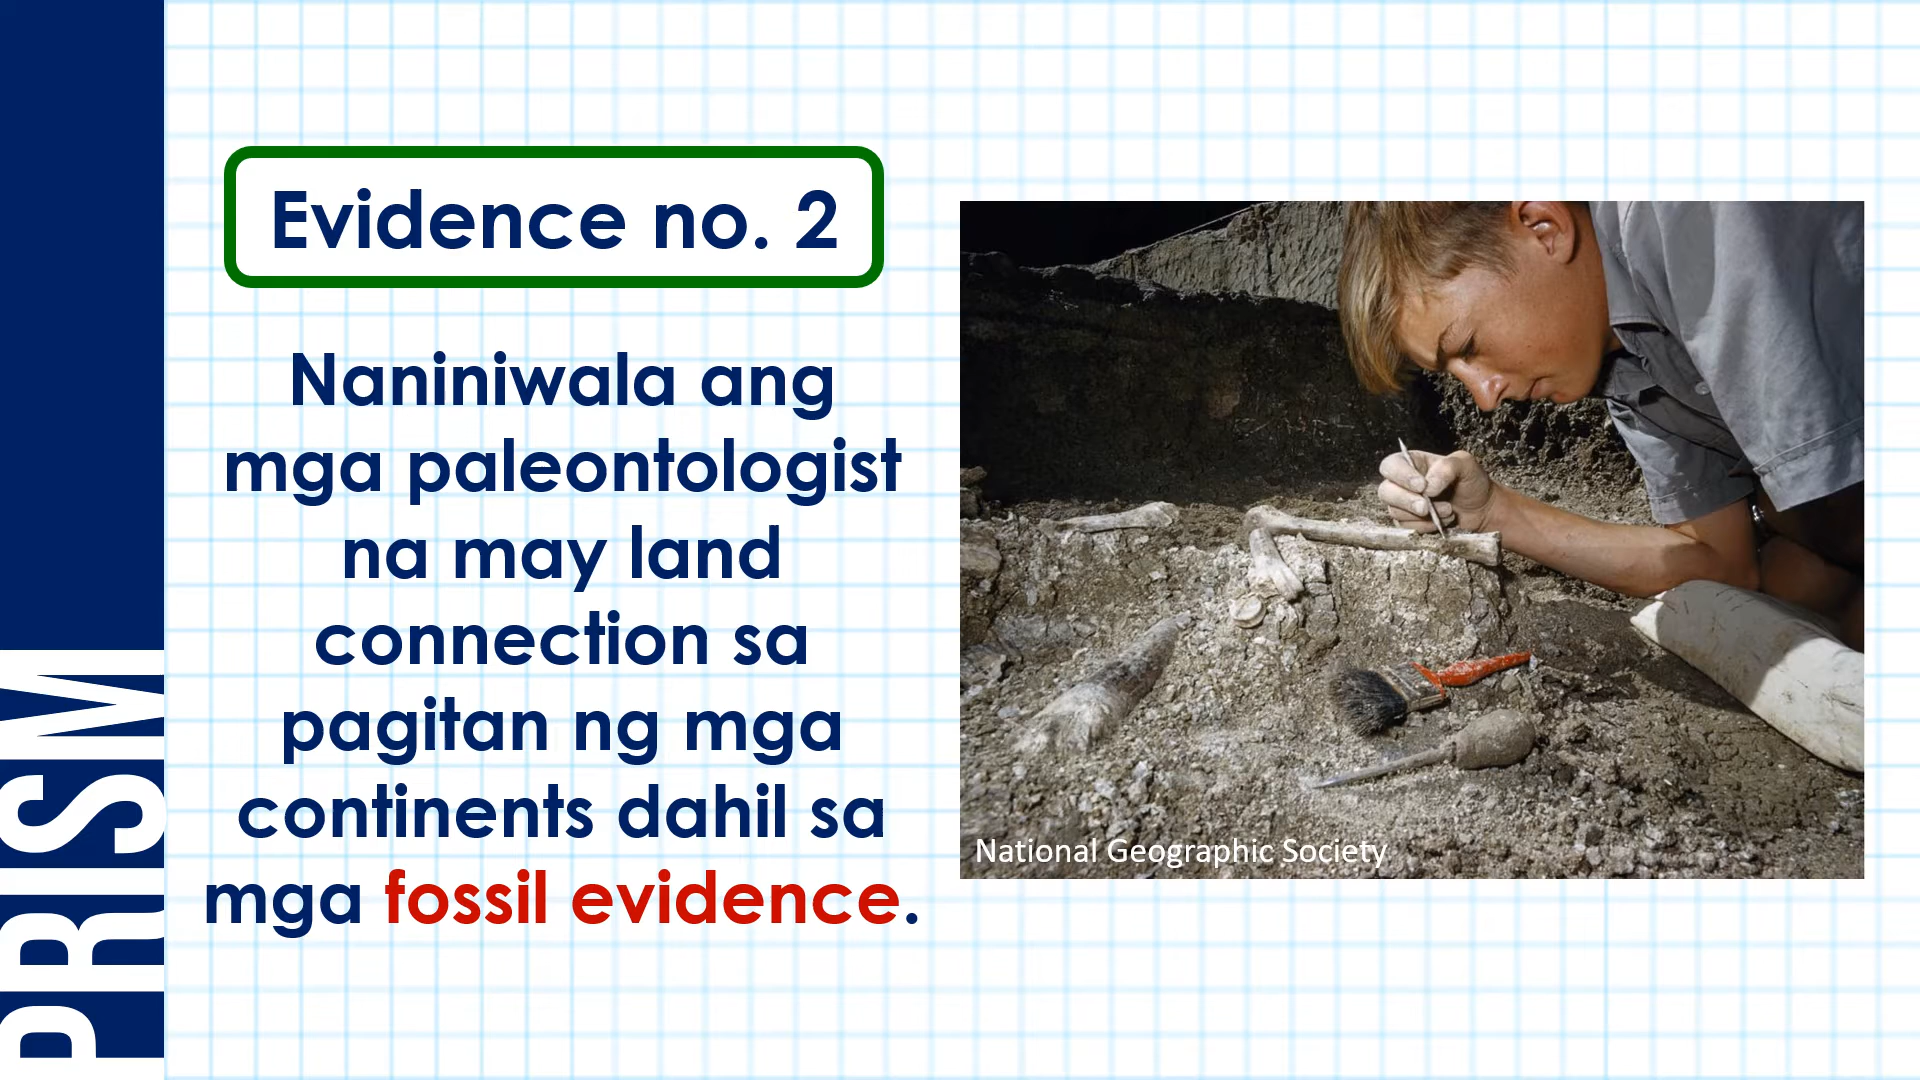 PRISM
Evidence no. 2
Naniniwala ang
mga paleontologist
na may land
connection sa
pagitan ng mga
continents dahil sa
mga fossil evidence.
National Geographic Society